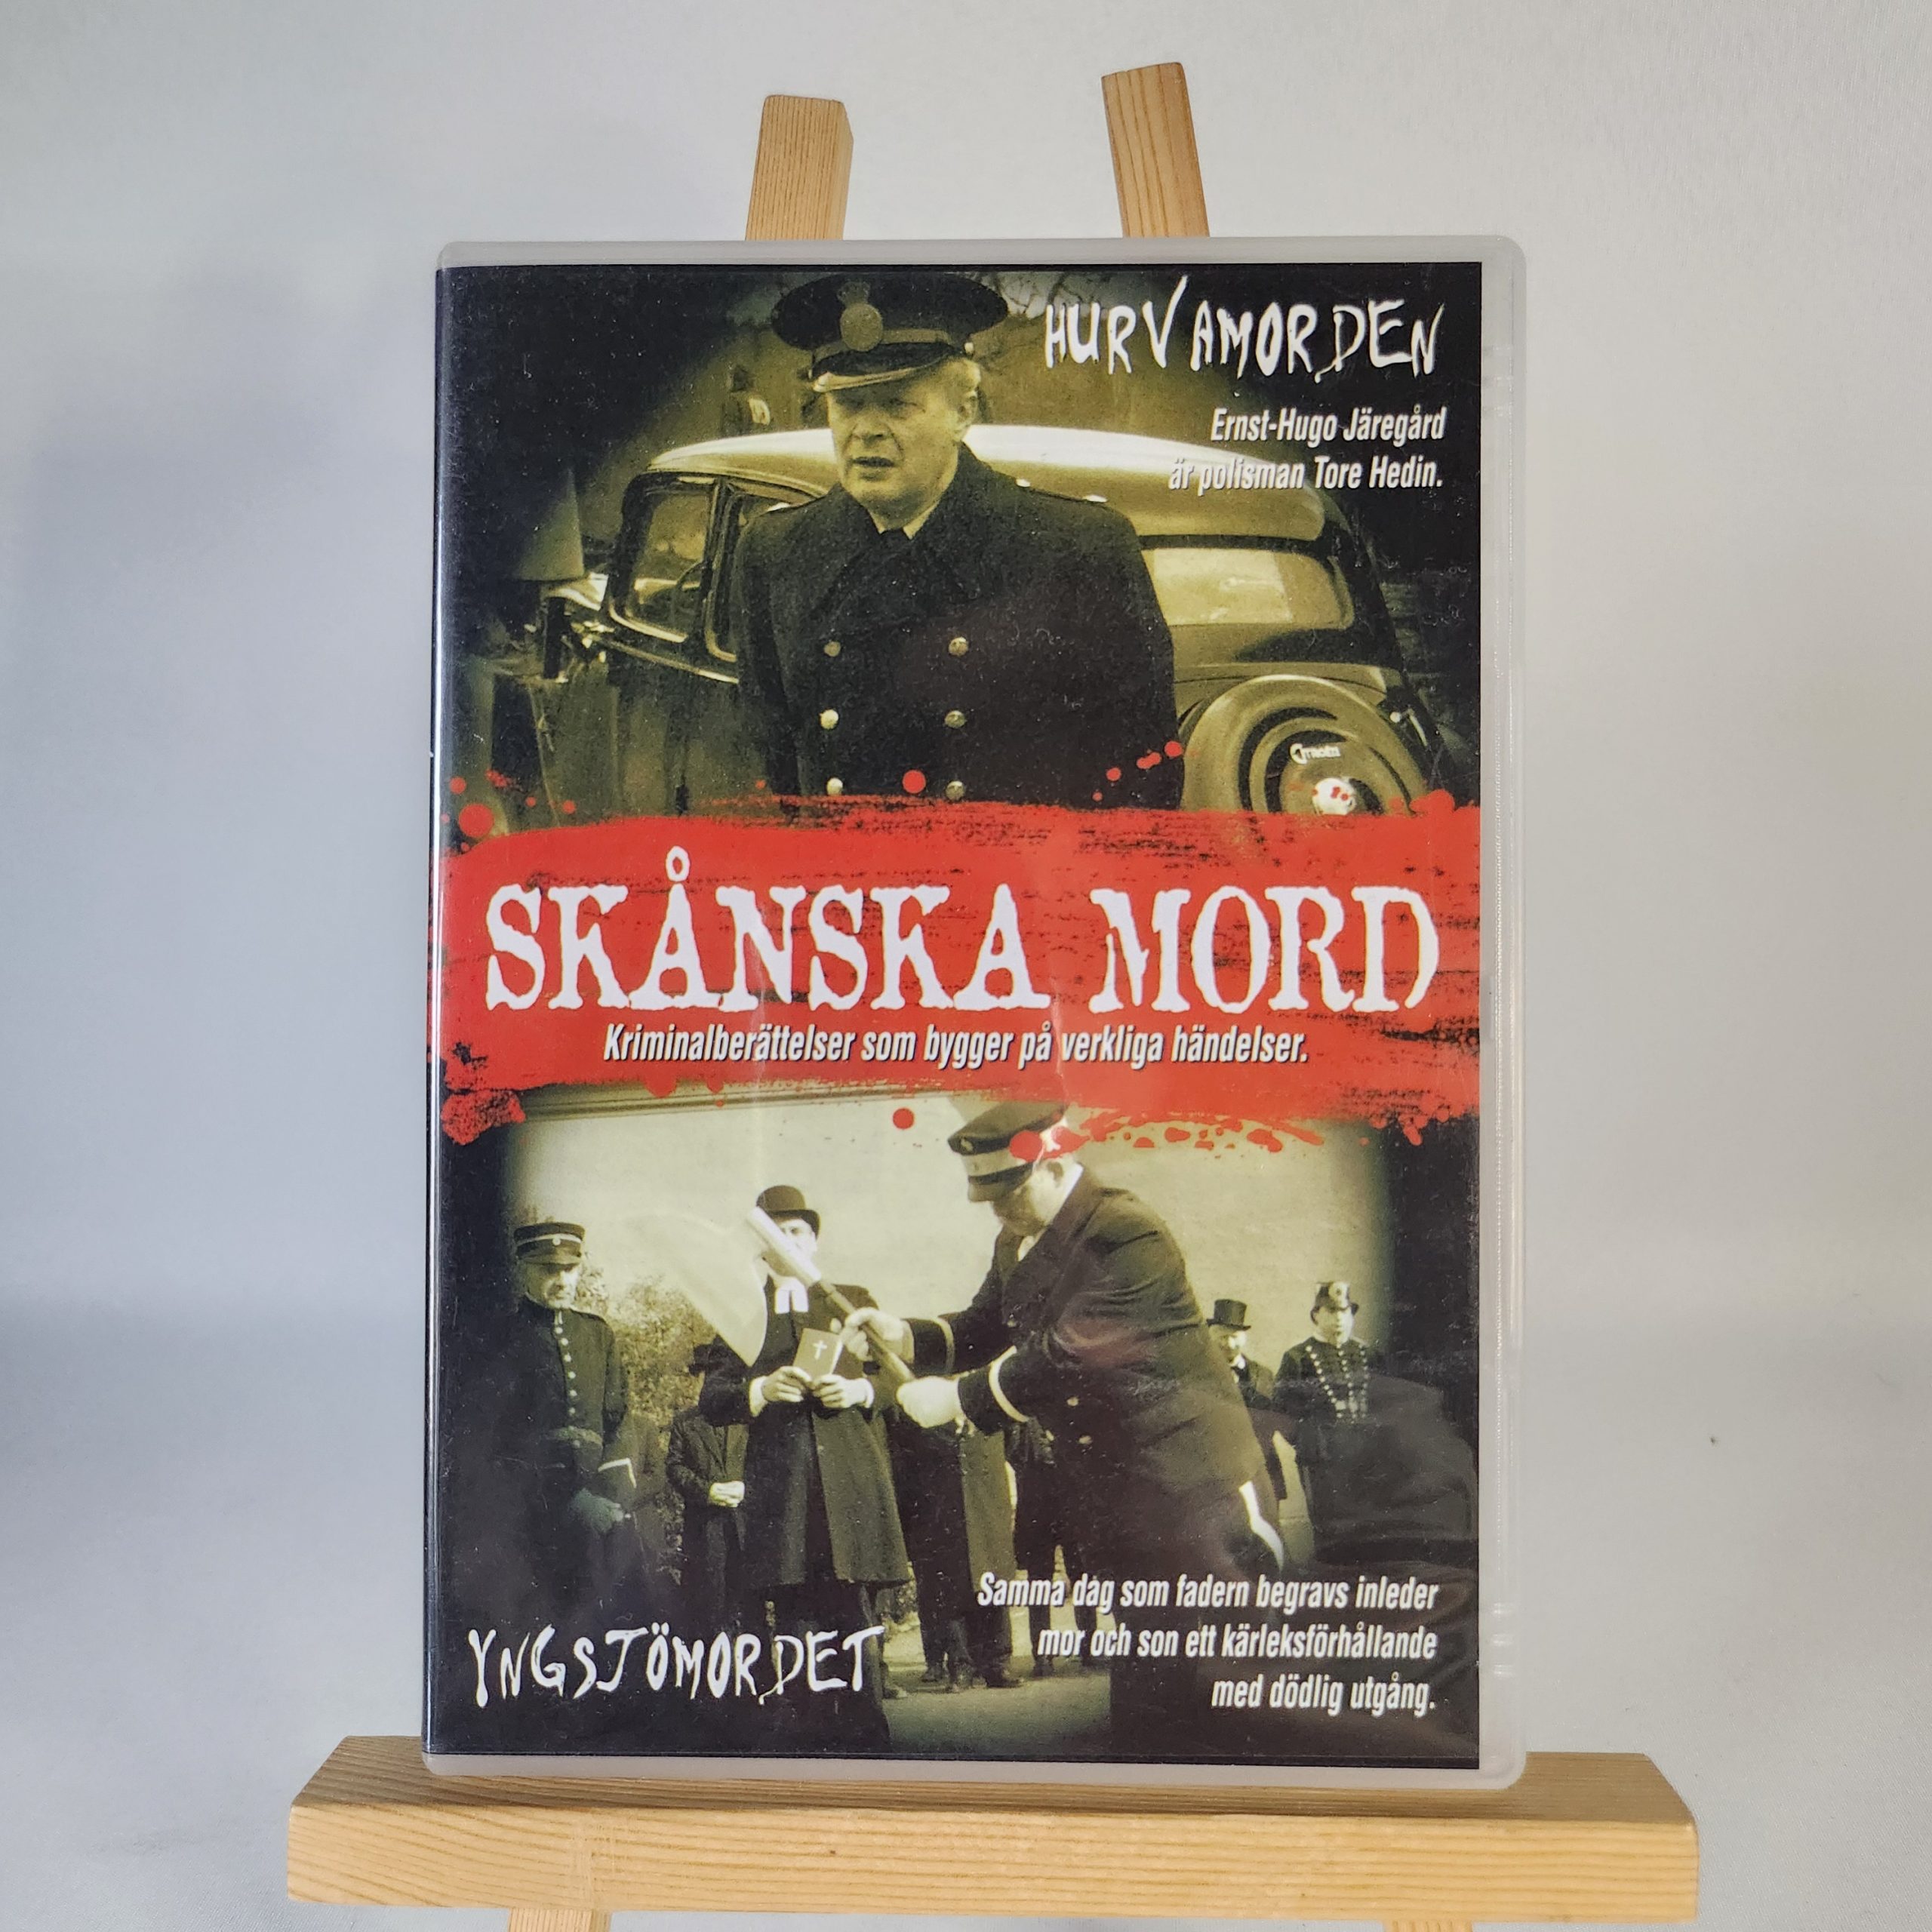 HURVAMORDEN
Ernst-Hugo Järegård
är polisman Tore Hedin.
SKÅNSKA MORD
Kriminalberättelser som bygger på verkliga händelser.
Samma dag som fadern begravs inleder
mor och son ett kärleksförhållande
med dödlig utgång.
YNGSJÖMORDET